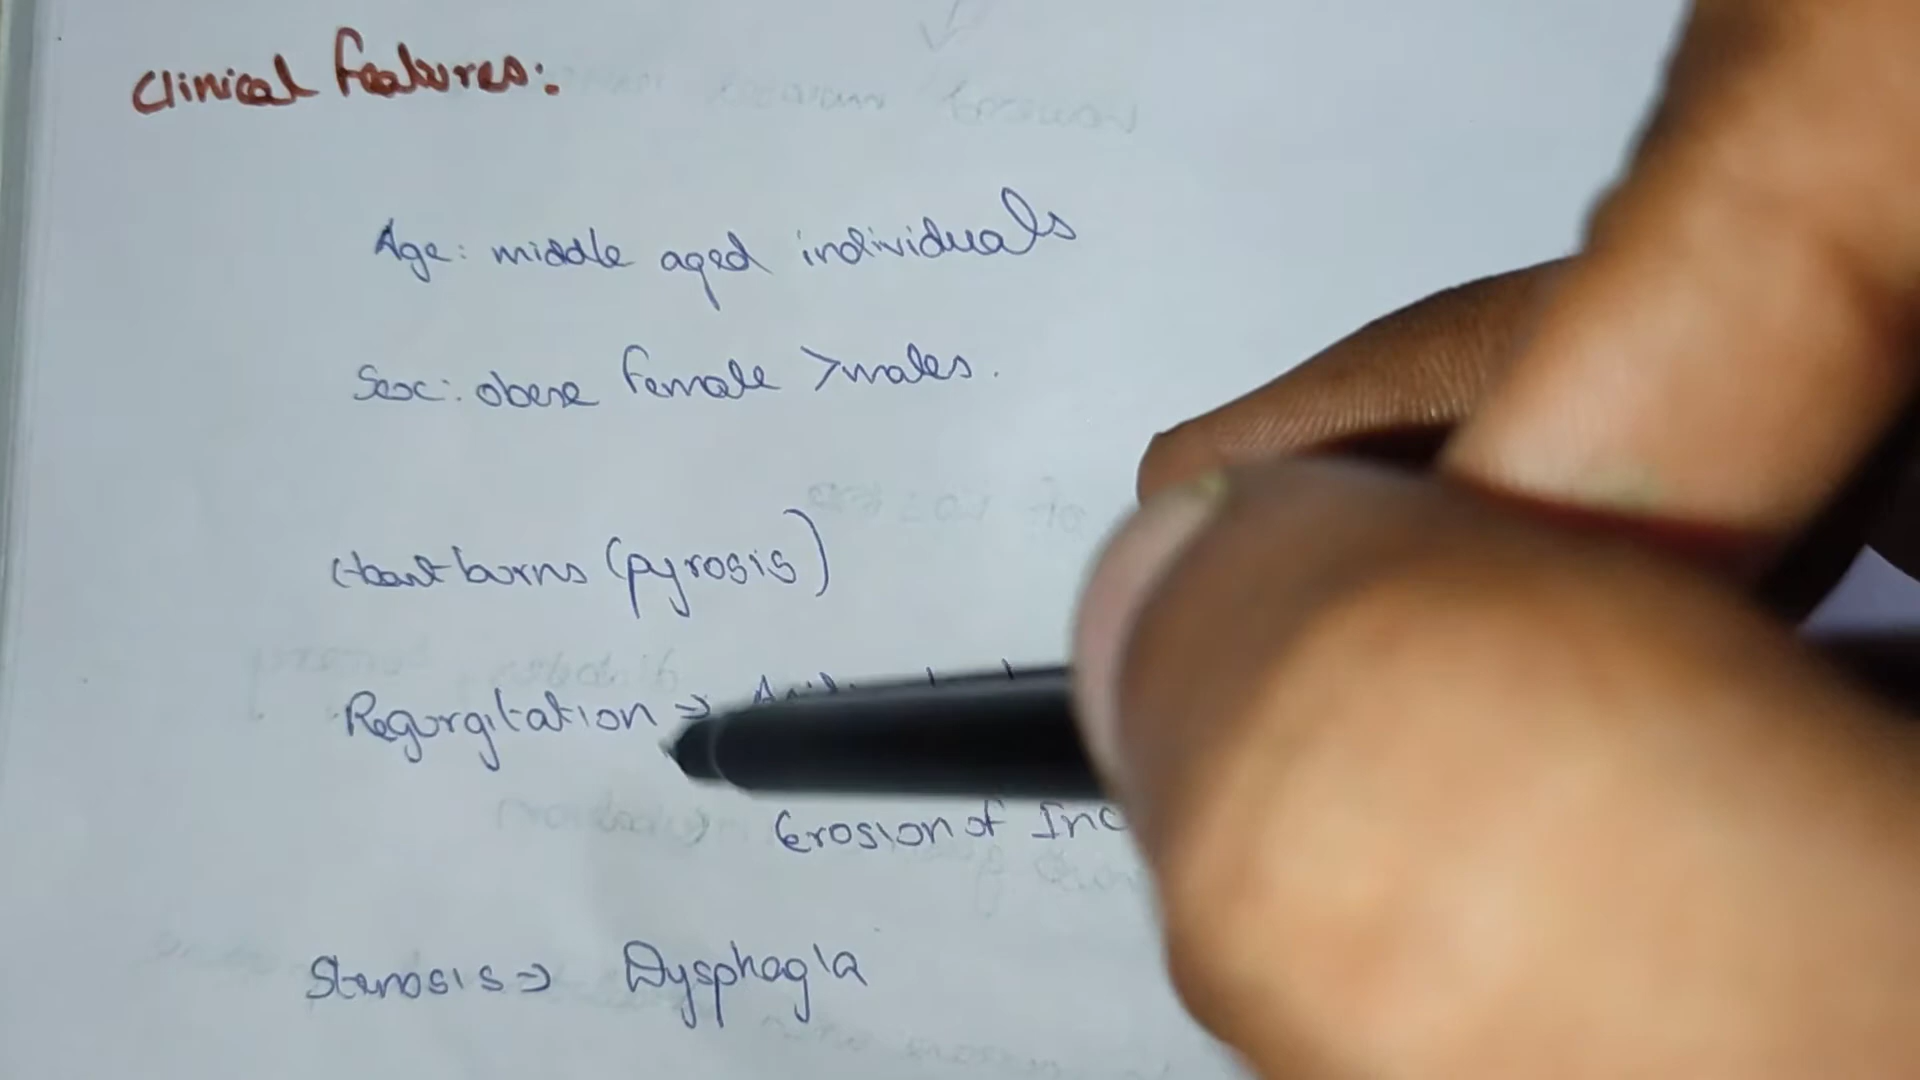 Clinical features:
Age: middle aged individuals
Sex: obese female > males.
Heart burns (pyrosis)
Regurgitation ⇒
Erosion of Inc
Stenosis ⇒ Dysphagia